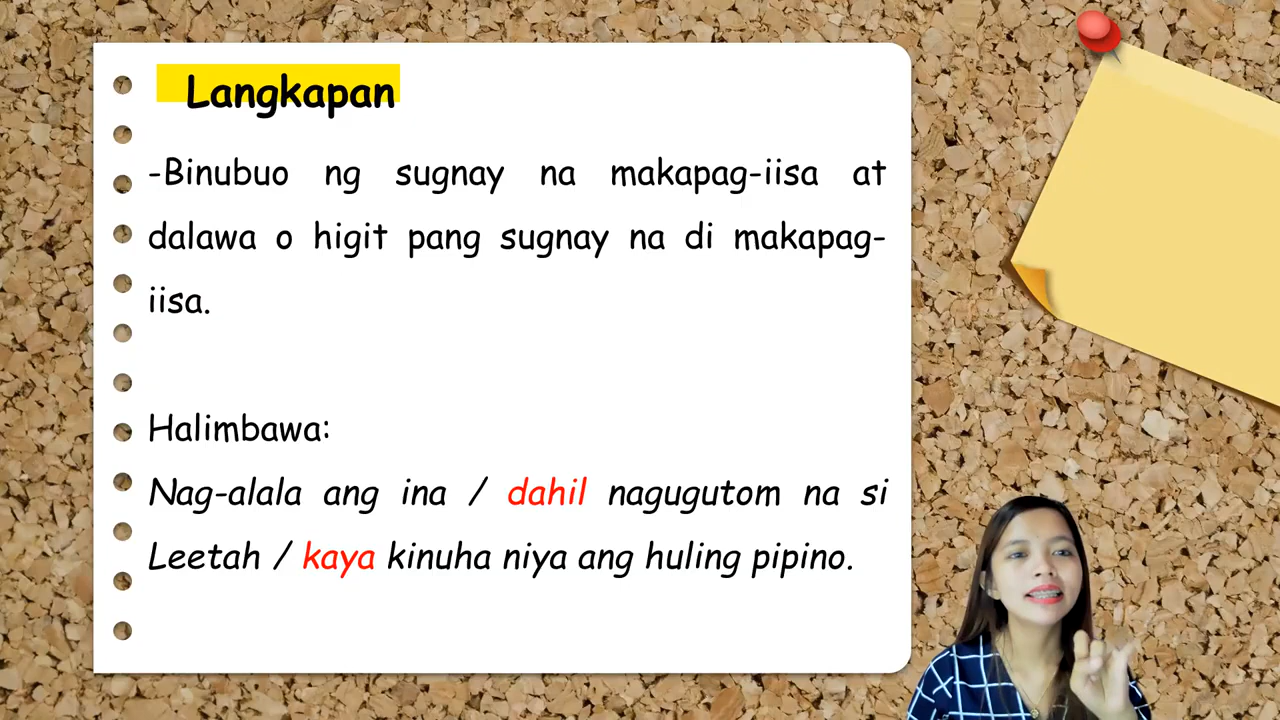 Langkapan
-Binubuo ng sugnay na makapag-iisa at
dalawa o higit pang sugnay na di makapag-
iisa.
Halimbawa:
Nag-alala ang ina / dahil nagugutom na si
Leetah / kaya kinuha niya ang huling pipino.